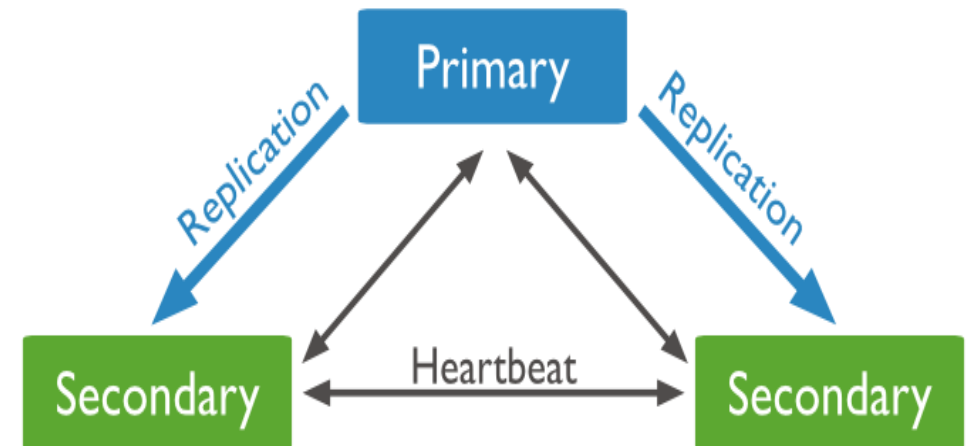 Primary
Replication
Replication
Heartbeat
Secondary
Secondary